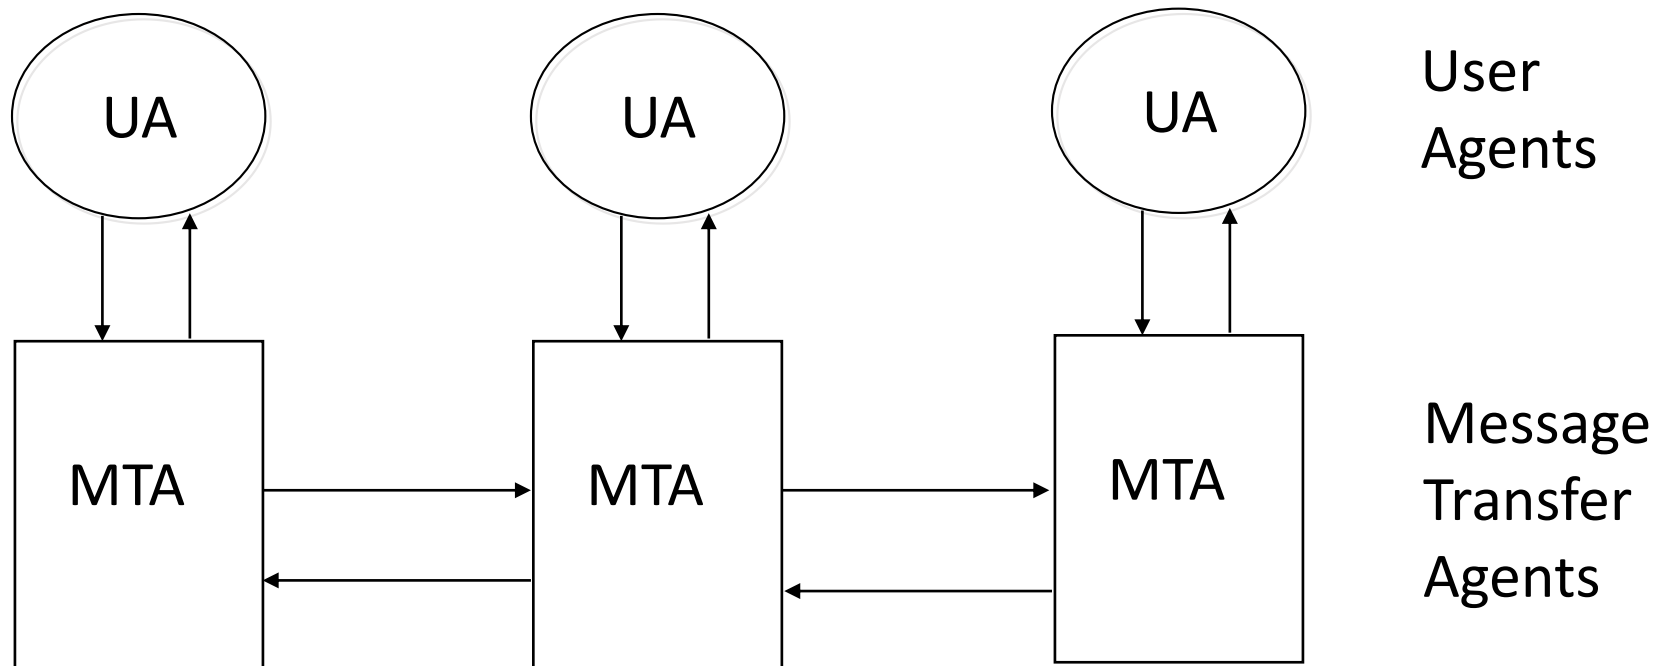 UA
UA
UA
User
Agents
MTA
MTA
MTA
Message
Transfer
Agents